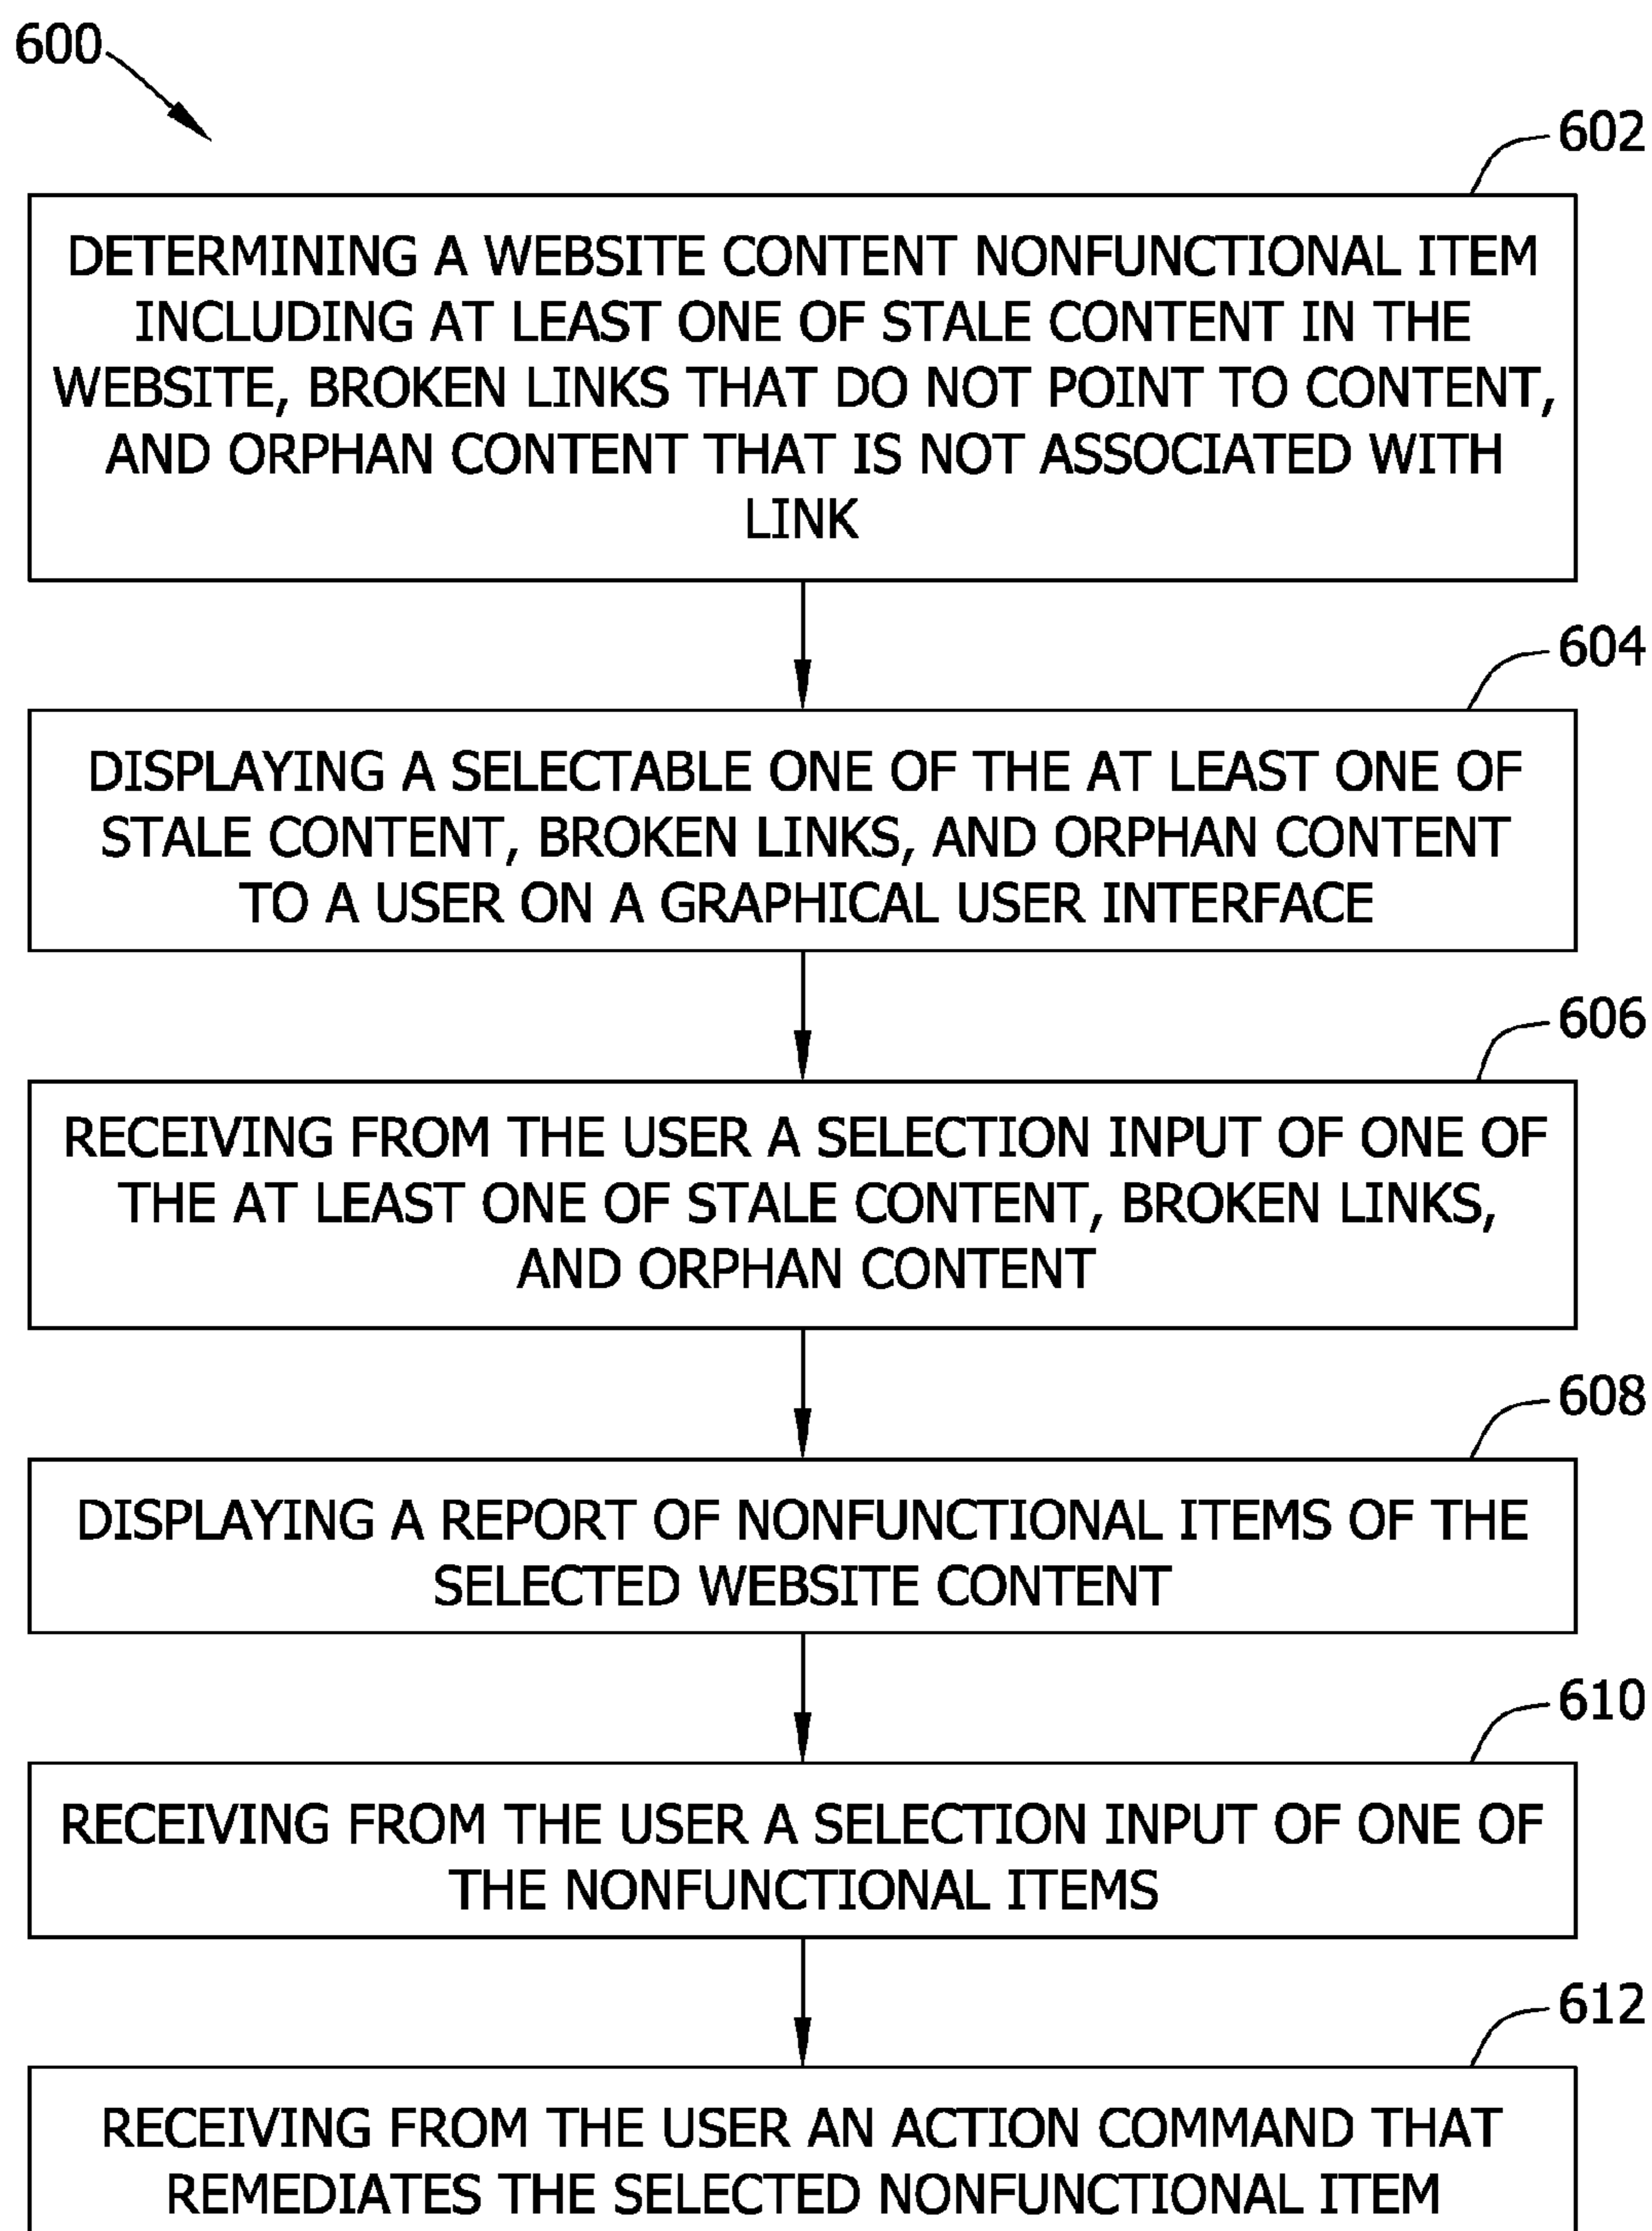 600
602
DETERMINING A WEBSITE CONTENT NONFUNCTIONAL ITEM
INCLUDING AT LEAST ONE OF STALE CONTENT IN THE
WEBSITE, BROKEN LINKS THAT DO NOT POINT TO CONTENT,
AND ORPHAN CONTENT THAT IS NOT ASSOCIATED WITH
LINK
604
DISPLAYING A SELECTABLE ONE OF THE AT LEAST ONE OF
STALE CONTENT, BROKEN LINKS, AND ORPHAN CONTENT
TO A USER ON A GRAPHICAL USER INTERFACE
606
RECEIVING FROM THE USER A SELECTION INPUT OF ONE OF
THE AT LEAST ONE OF STALE CONTENT, BROKEN LINKS,
AND ORPHAN CONTENT
608
DISPLAYING A REPORT OF NONFUNCTIONAL ITEMS OF THE
SELECTED WEBSITE CONTENT
610
RECEIVING FROM THE USER A SELECTION INPUT OF ONE OF
THE NONFUNCTIONAL ITEMS
612
RECEIVING FROM THE USER AN ACTION COMMAND THAT
REMEDIATES THE SELECTED NONFUNCTIONAL ITEM